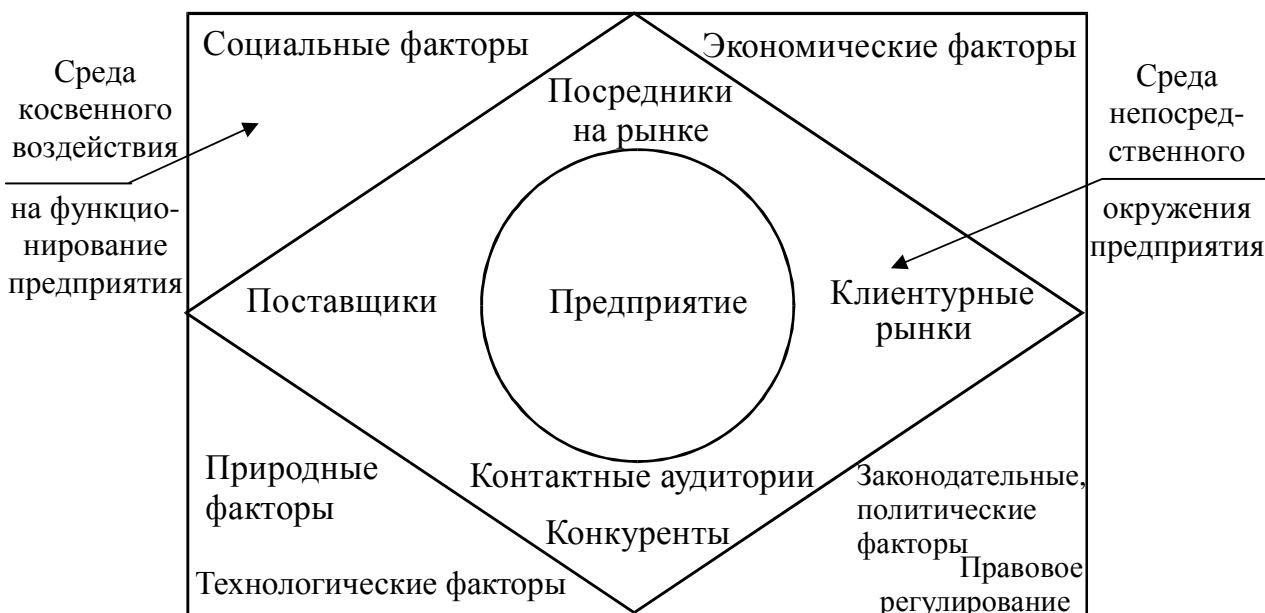 Социальные факторы
Экономические факторы
Среда
косвенного
воздействия
на функцио-
нирование
предприятия
Посредники
на рынке
Среда
непосред-
ственного
окружения
предприятия
Поставщики
Предприятие
Клиентурные
рынки
Природные
факторы
Контактные аудитории
Конкуренты
Законодательные,
политические
факторы
Технологические факторы
Правовое
регулирование